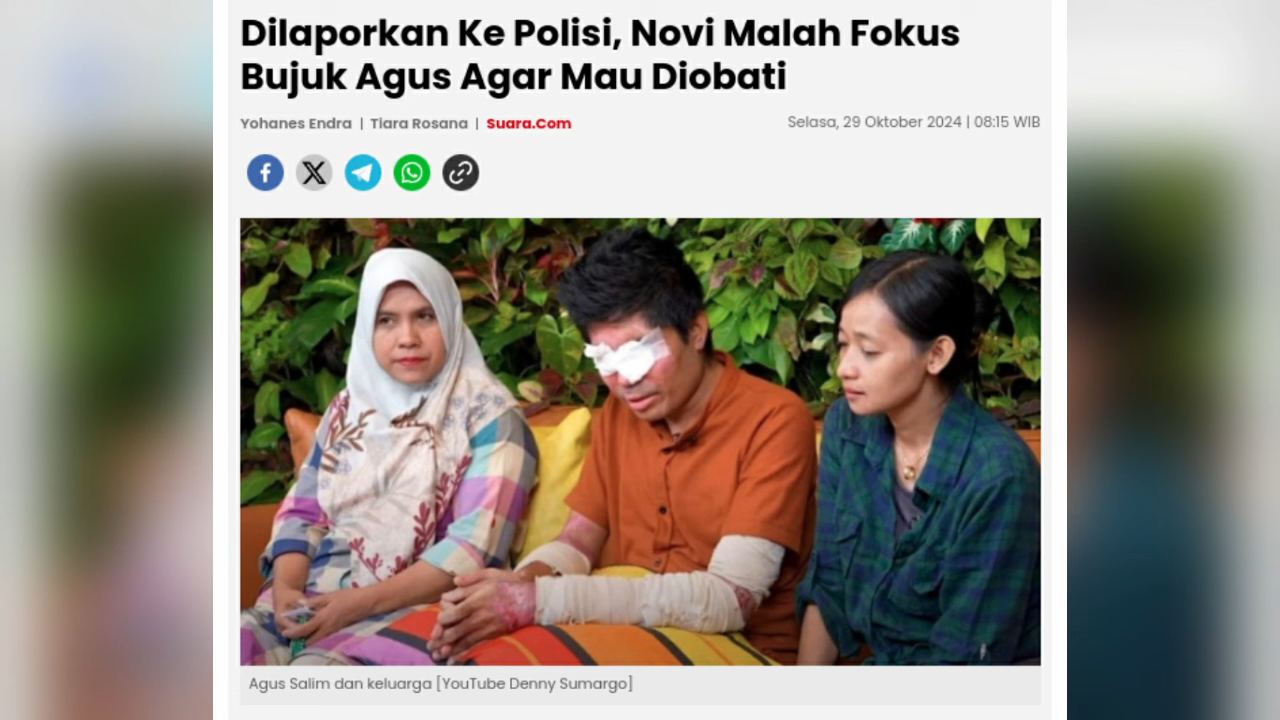 Dilaporkan Ke Polisi, Novi Malah Fokus
Bujuk Agus Agar Mau Diobati
Yohanes Endra | Tiara Rosana | Suara.Com
Selasa, 29 Oktober 2024 | 08:15 WIB
Agus Salim dan keluarga [YouTube Denny Sumargo]